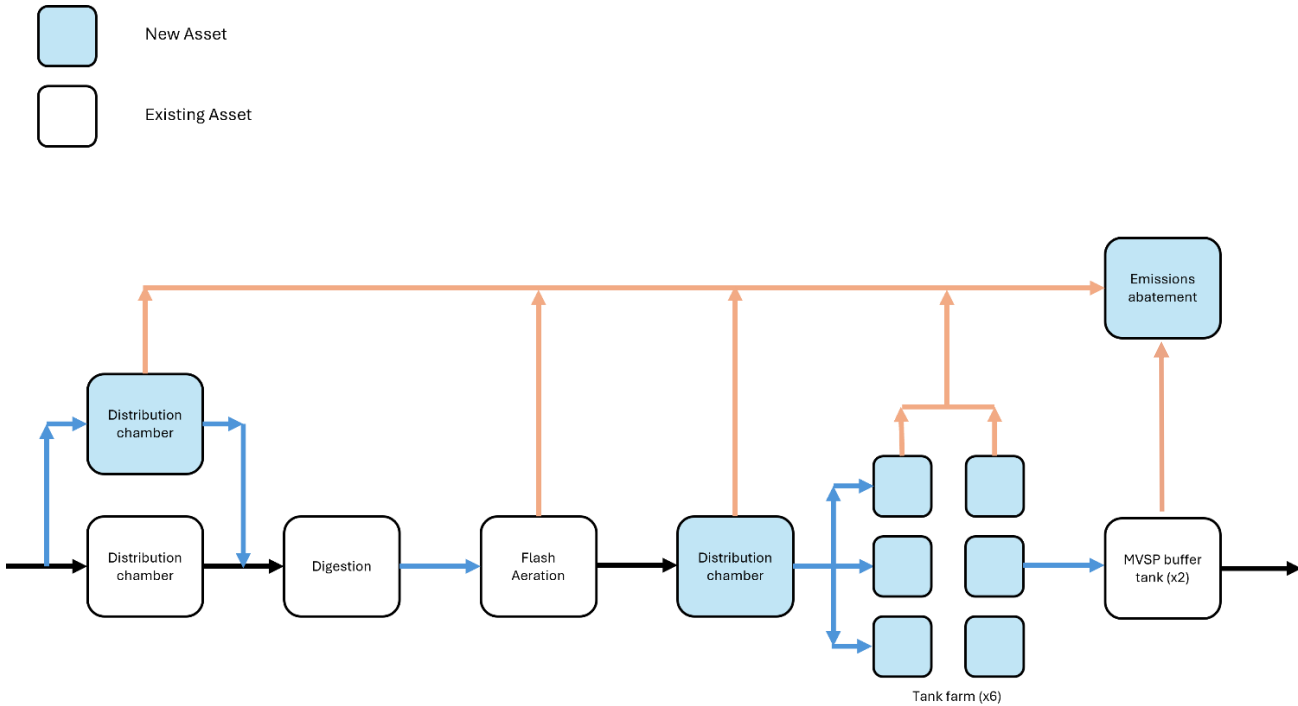 New Asset
Existing Asset
Emissions
abatement
Distribution
chamber
Distribution
chamber
Digestion
Flash
Aeration
Distribution
chamber
MVSP buffer
tank (x2)
Tank farm (x6)